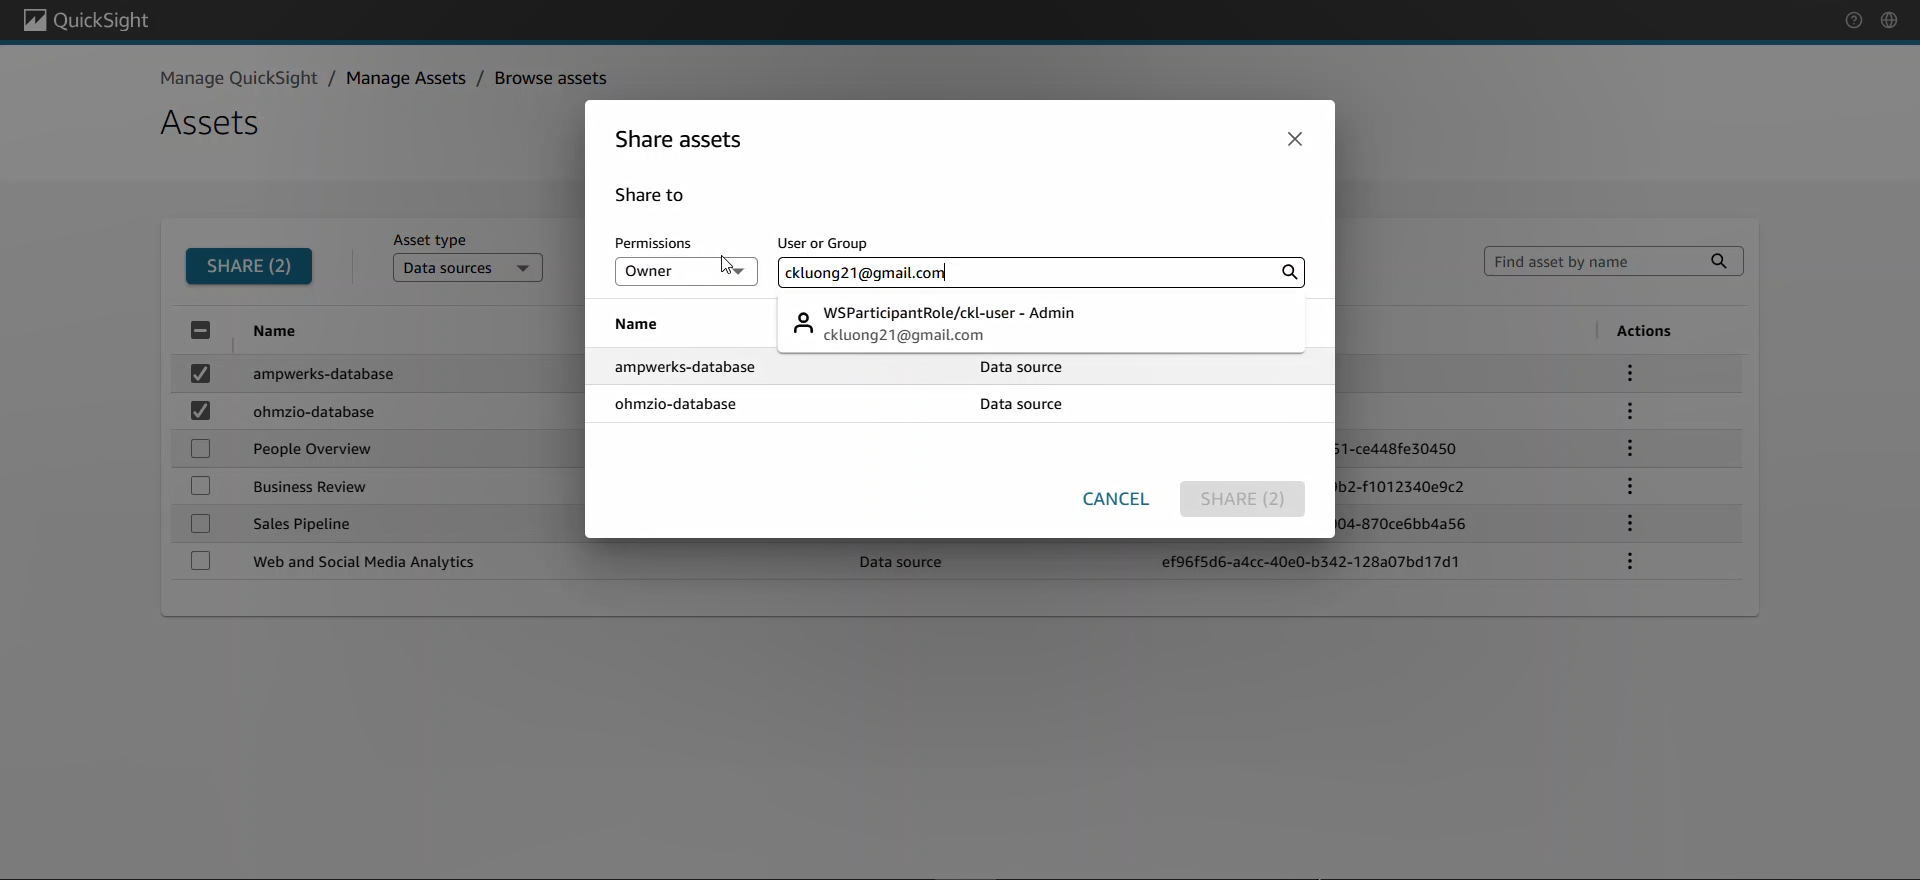 QuickSight
Manage QuickSight / Manage Assets / Browse assets
Assets
Share assets
Share to
Permissions User or Group
Owner ckluong21@gmail.com
WSParticipantRole/ckl-user - Admin
ckluong21@gmail.com
Name
ampwerks-database Data source
ohmzio-database Data source
CANCEL SHARE (2)
SHARE (2)
Asset type
Data sources
Find asset by name
Name Actions
ampwerks-database
ohmzio-database
People Overview 51-ce448fe30450
Business Review b2-f1012340e9c2
Sales Pipeline 04-870ce6bb4a56
Web and Social Media Analytics Data source ef96f5d6-a4cc-40e0-b342-128a07bd17d1